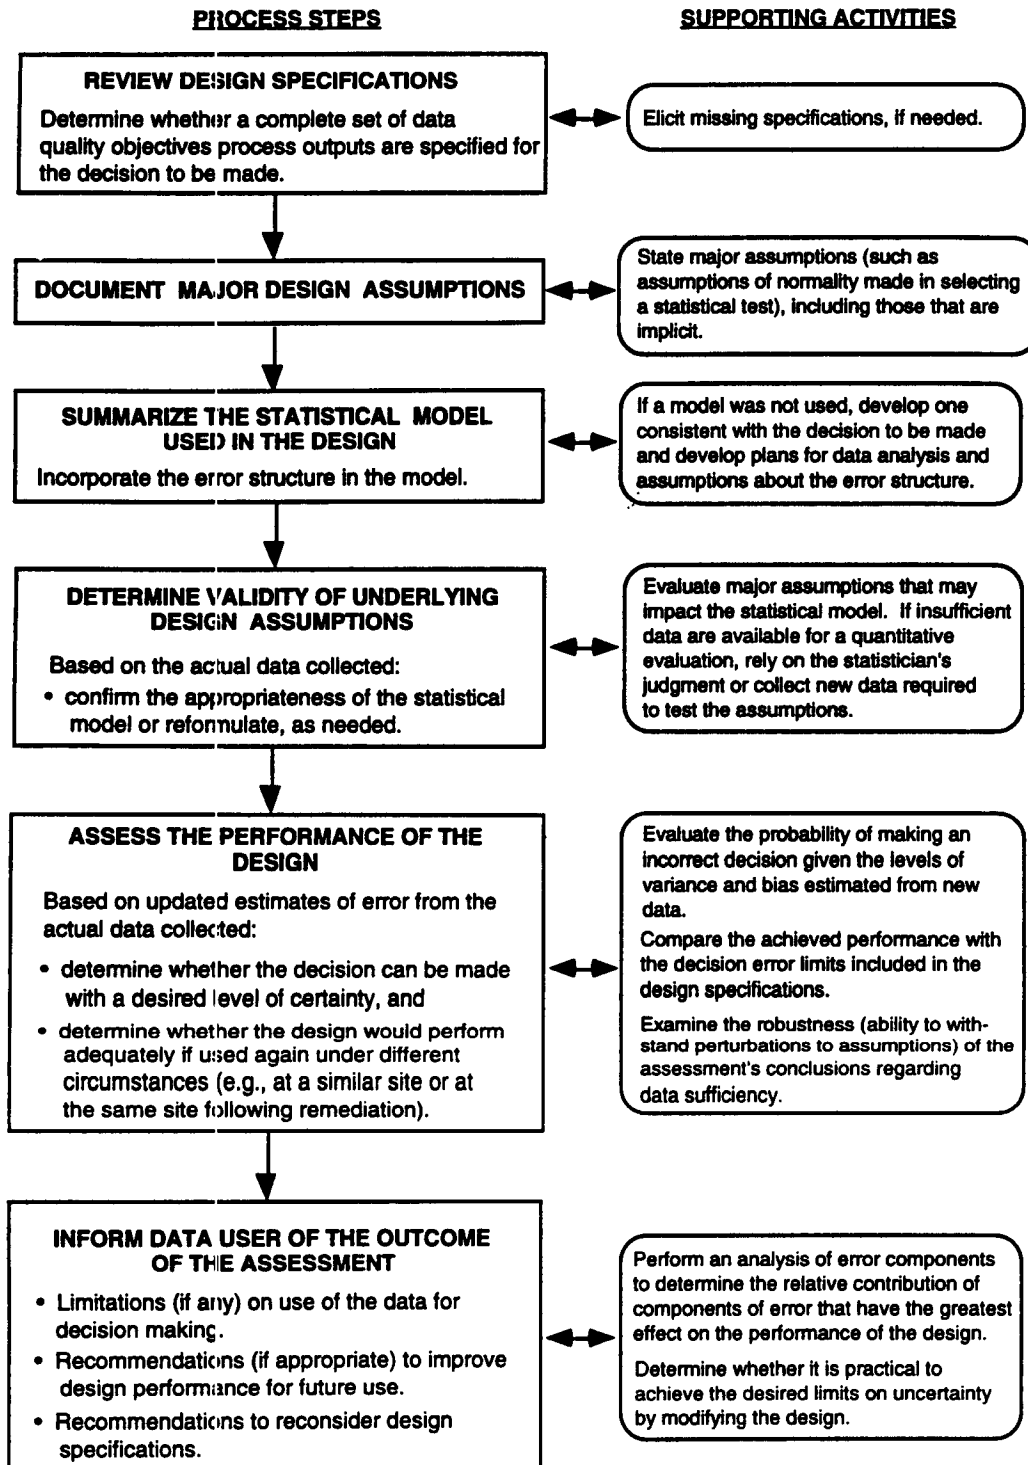 PROCESS STEPS
SUPPORTING ACTIVITIES
REVIEW DESIGN SPECIFICATIONS
Determine whether a complete set of data
quality objectives process outputs are specified for
the decision to be made.
Elicit missing specifications, if needed.
DOCUMENT MAJOR DESIGN ASSUMPTIONS
State major assumptions (such as
assumptions of normality made in selecting
a statistical test), including those that are
implicit.
SUMMARIZE THE STATISTICAL MODEL
USED IN THE DESIGN
Incorporate the error structure in the model.
If a model was not used, develop one
consistent with the decision to be made
and develop plans for data analysis and
assumptions about the error structure.
DETERMINE VALIDITY OF UNDERLYING
DESIGN ASSUMPTIONS
Based on the actual data collected:
• confirm the appropriateness of the statistical
model or reformulate, as needed.
Evaluate major assumptions that may
impact the statistical model. If insufficient
data are available for a quantitative
evaluation, rely on the statistician's
judgment or collect new data required
to test the assumptions.
ASSESS THE PERFORMANCE OF THE
DESIGN
Based on updated estimates of error from the
actual data collected:
• determine whether the decision can be made
with a desired level of certainty, and
• determine whether the design would perform
adequately if used again under different
circumstances (e.g., at a similar site or at
the same site following remediation).
Evaluate the probability of making an
incorrect decision given the levels of
variance and bias estimated from new
data.
Compare the achieved performance with
the decision error limits included in the
design specifications.
Examine the robustness (ability to with-
stand perturbations to assumptions) of the
assessment's conclusions regarding
data sufficiency.
INFORM DATA USER OF THE OUTCOME
OF THE ASSESSMENT
• Limitations (if any) on use of the data for
decision making.
• Recommendations (if appropriate) to improve
design performance for future use.
• Recommendations to reconsider design
specifications.
Perform an analysis of error components
to determine the relative contribution of
components of error that have the greatest
effect on the performance of the design.
Determine whether it is practical to
achieve the desired limits on uncertainty
by modifying the design.